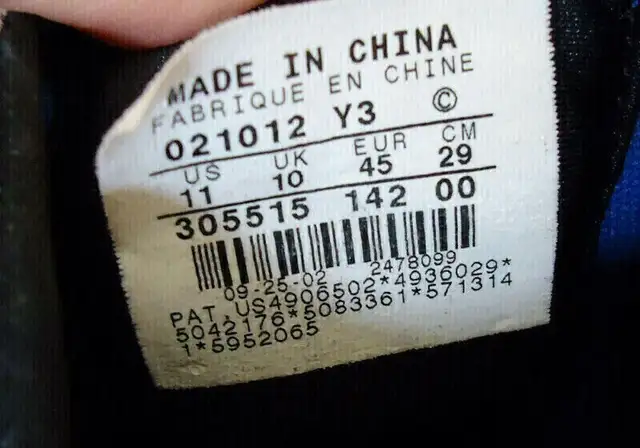 MADE IN CHINA
FABRIQUE EN CHINE
021012 Y3 ©
US UK EUR CM
11 10 45 29
305515 142 00
09-25-02 2478099
PAT. US4906502*4936029*
5042176*5083361*571314
1*5952065